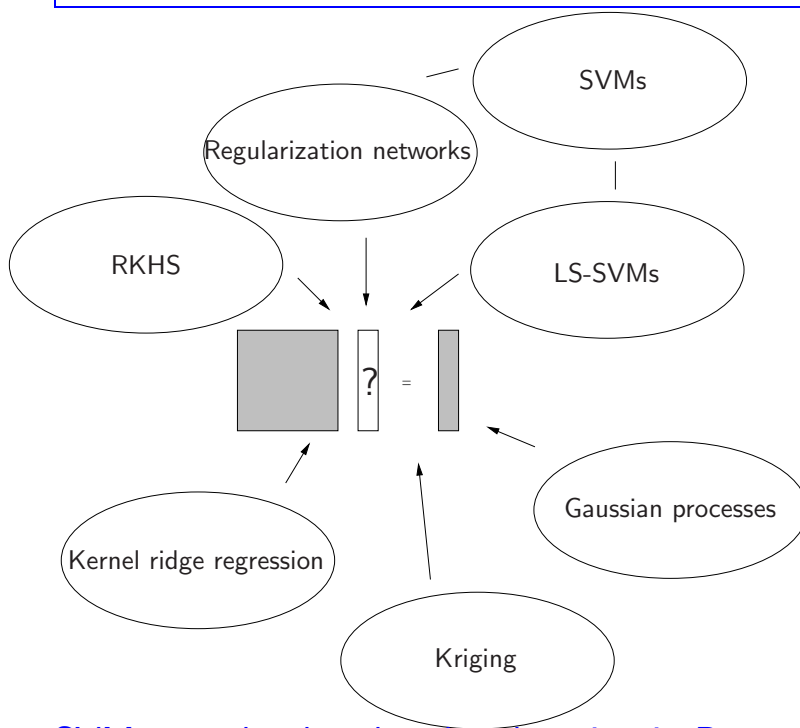 SVMs
Regularization networks
RKHS
LS-SVMs
?
=
Gaussian processes
Kernel ridge regression
Kriging